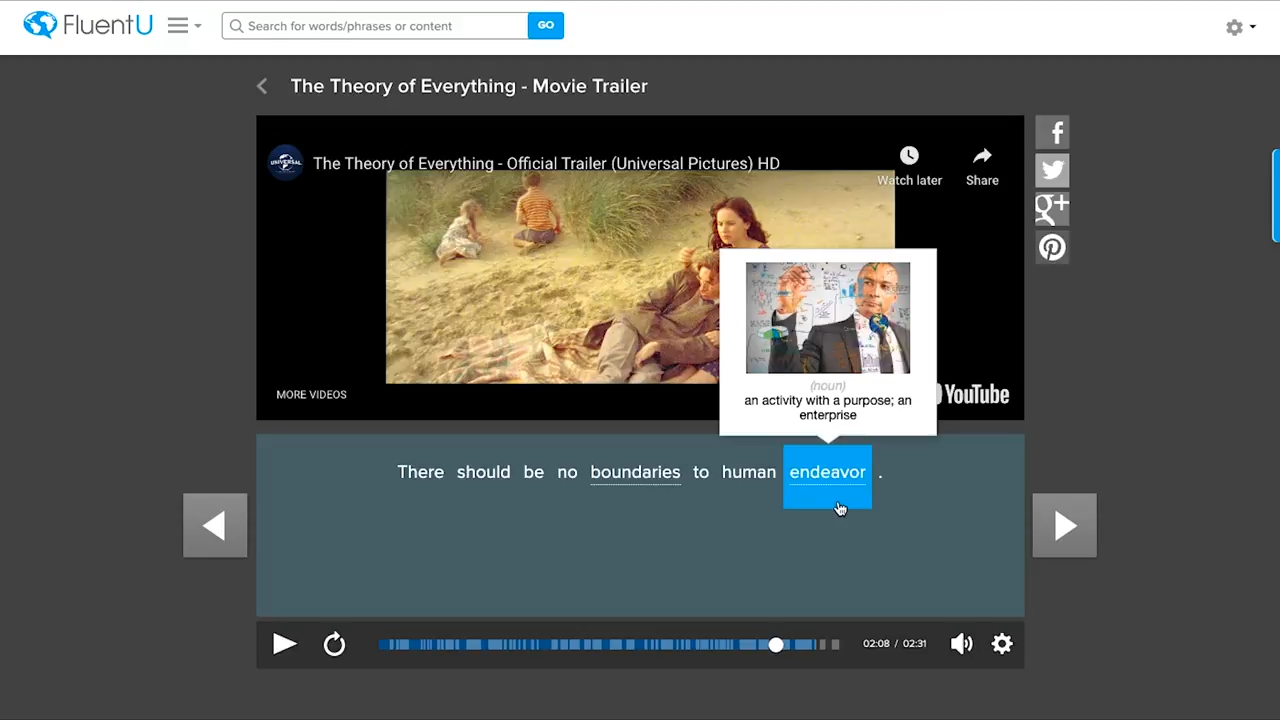 FluentU
Search for words/phrases or content
GO
The Theory of Everything - Movie Trailer
UNIVERSAL
The Theory of Everything - Official Trailer (Universal Pictures) HD
Watch later
Share
f
g+
(noun)
an activity with a purpose; an
enterprise
MORE VIDEOS
YouTube
There should be no boundaries to human endeavor .
02:08 / 02:31